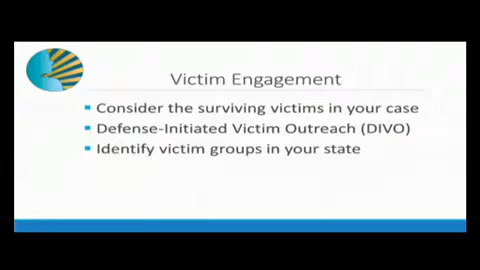 Victim Engagement
Consider the surviving victims in your case
Defense-Initiated Victim Outreach (DIVO)
Identify victim groups in your state